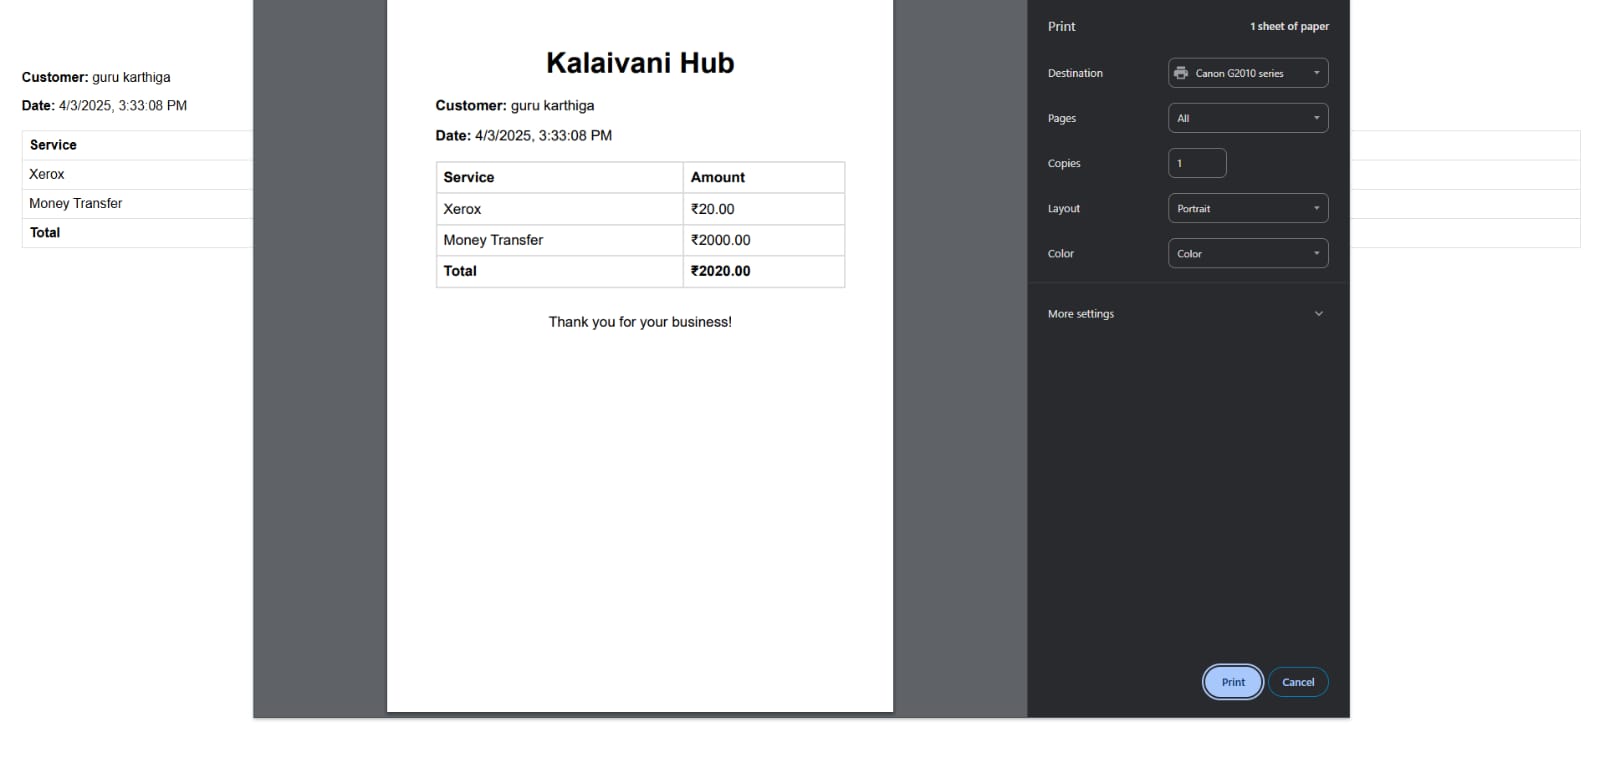 Customer: guru karthiga
Date: 4/3/2025, 3:33:08 PM
Service
Xerox
Money Transfer
Total
Kalaivani Hub
Customer: guru karthiga
Date: 4/3/2025, 3:33:08 PM
Service Amount
Xerox ₹20.00
Money Transfer ₹2000.00
Total ₹2020.00
Thank you for your business!
Print 1 sheet of paper
Destination Canon G2010 series
Pages All
Copies 1
Layout Portrait
Color Color
More settings
Print Cancel